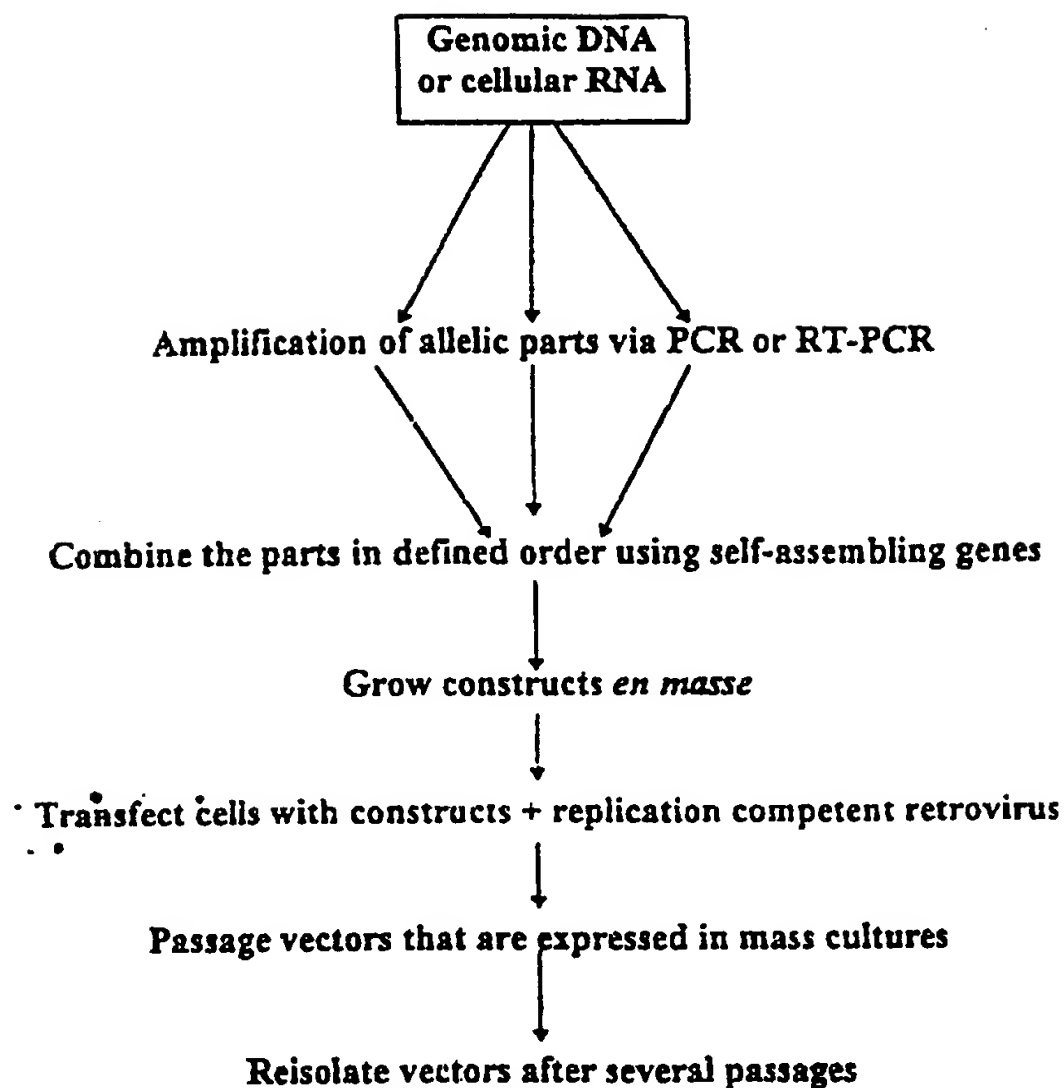 Genomic DNA
or cellular RNA
Amplification of allelic parts via PCR or RT-PCR
Combine the parts in defined order using self-assembling genes
Grow constructs en masse
Transfect cells with constructs + replication competent retrovirus
Passage vectors that are expressed in mass cultures
Reisolate vectors after several passages